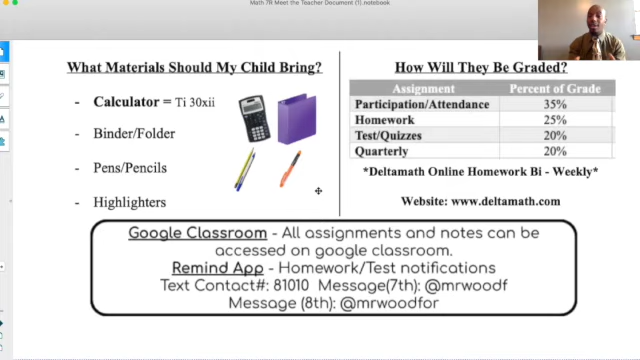 Math 7R Meet the Teacher Document (1).notebook
What Materials Should My Child Bring?
- Calculator = Ti 30xii
- Binder/Folder
- Pens/Pencils
- Highlighters
How Will They Be Graded?
Assignment Percent of Grade
Participation/Attendance 35%
Homework 25%
Test/Quizzes 20%
Quarterly 20%
*Deltamath Online Homework Bi - Weekly*
Website: www.deltamath.com
Google Classroom - All assignments and notes can be
accessed on google classroom.
Remind App - Homework/Test notifications
Text Contact#: 81010 Message(7th): @mrwoodf
Message (8th): @mrwoodfor